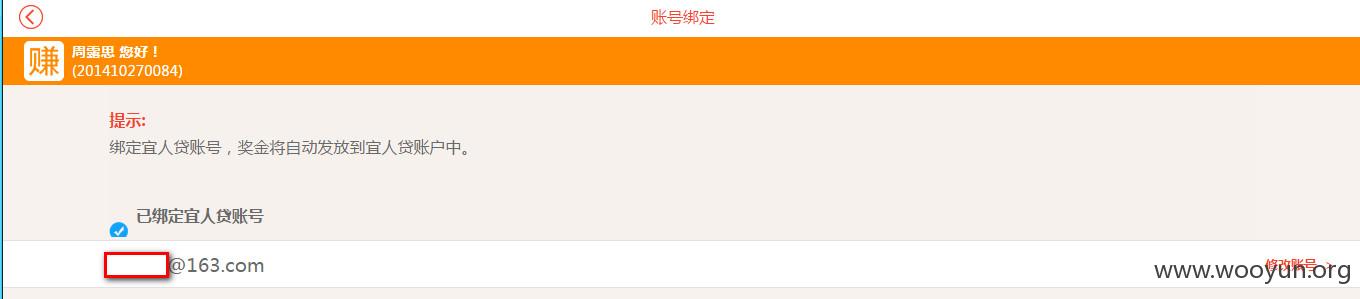 账号绑定
赚
周露思 您好！
(201410270084)
提示:
绑定宜人贷账号，奖金将自动发放到宜人贷账户中。
已绑定宜人贷账号
@163.com
修改账号 >
www.wooyun.org